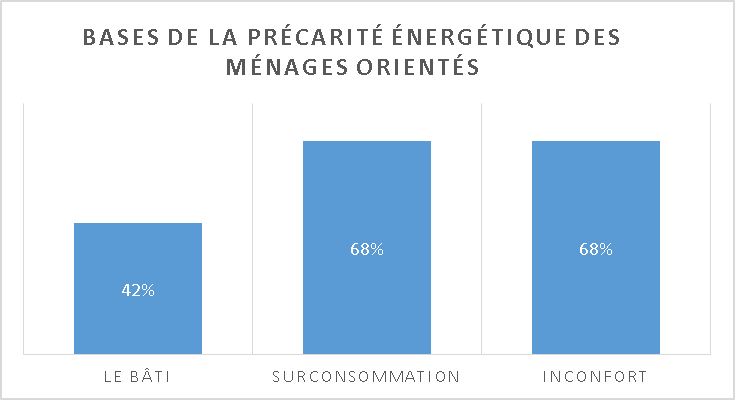 BASES DE LA PRÉCARITÉ ÉNERGÉTIQUE DES
MÉNAGES ORIENTÉS
42%
68%
68%
LE BÂTI
SURCONSOMMATION
INCONFORT